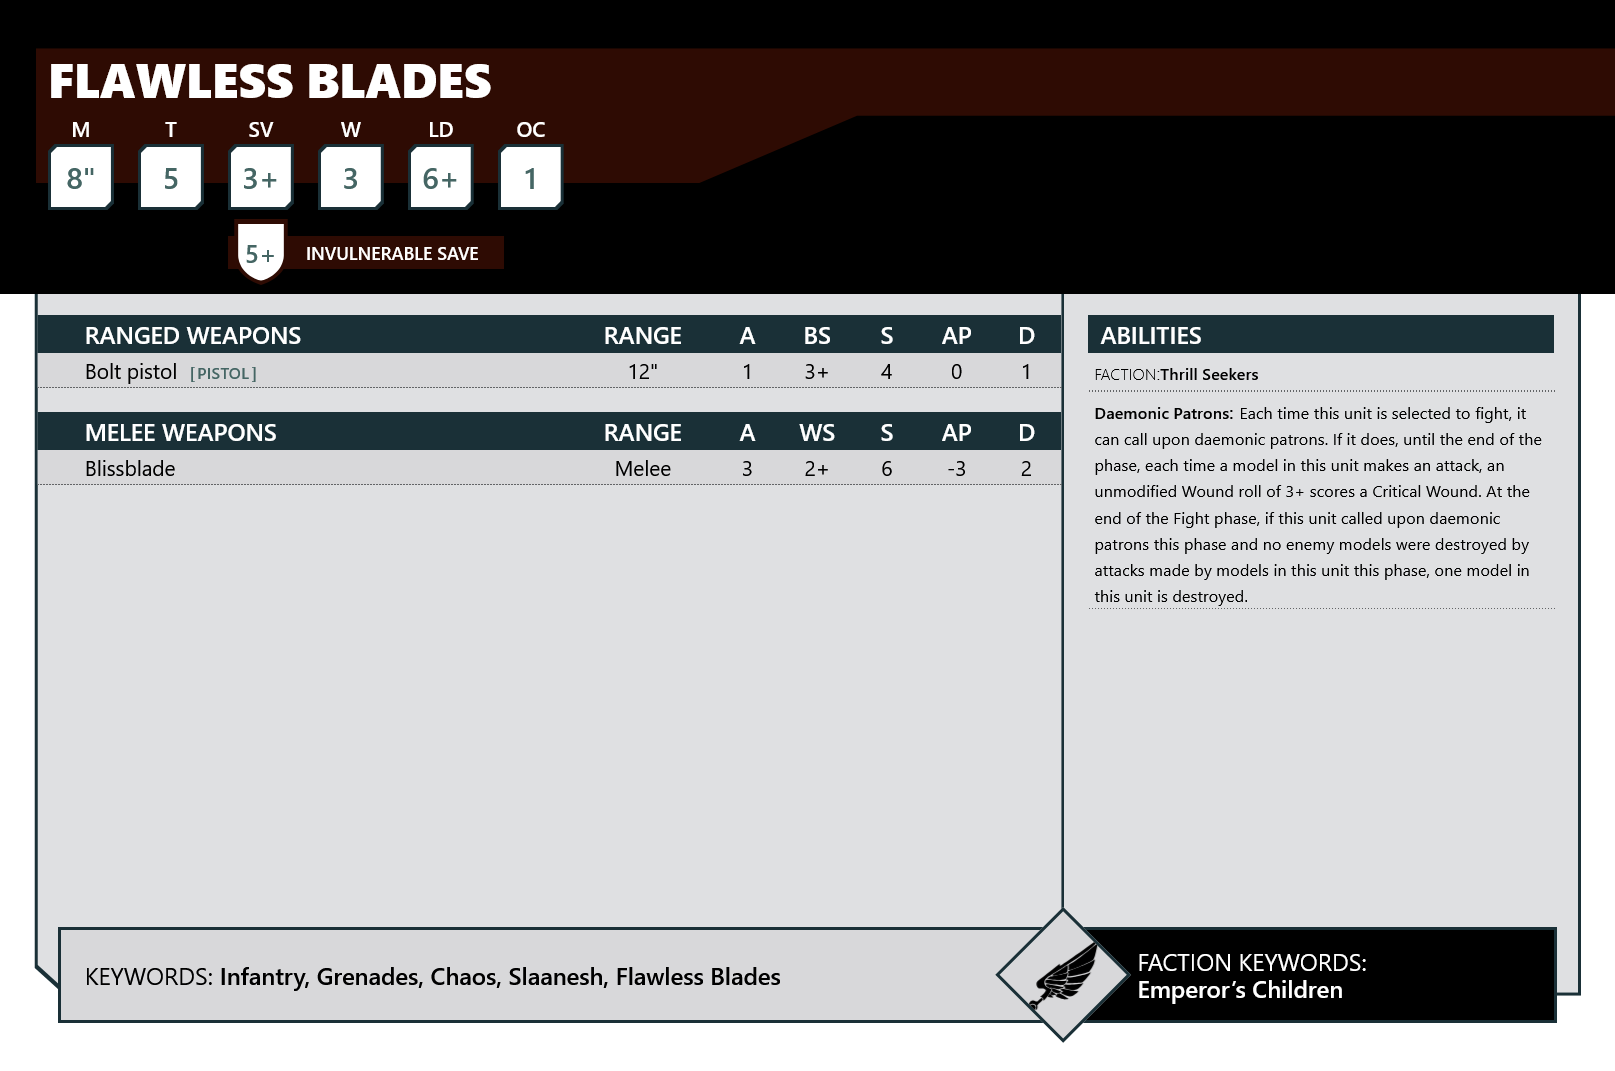 FLAWLESS BLADES
M T SV W LD OC
8" 5 3+ 3 6+ 1
5+ INVULNERABLE SAVE
RANGED WEAPONS RANGE A BS S AP D
Bolt pistol [PISTOL] 12" 1 3+ 4 0 1
MELEE WEAPONS RANGE A WS S AP D
Blissblade Melee 3 2+ 6 -3 2
ABILITIES
FACTION:Thrill Seekers
Daemonic Patrons: Each time this unit is selected to fight, it
can call upon daemonic patrons. If it does, until the end of the
phase, each time a model in this unit makes an attack, an
unmodified Wound roll of 3+ scores a Critical Wound. At the
end of the Fight phase, if this unit called upon daemonic
patrons this phase and no enemy models were destroyed by
attacks made by models in this unit this phase, one model in
this unit is destroyed.
KEYWORDS: Infantry, Grenades, Chaos, Slaanesh, Flawless Blades
FACTION KEYWORDS:
Emperor’s Children